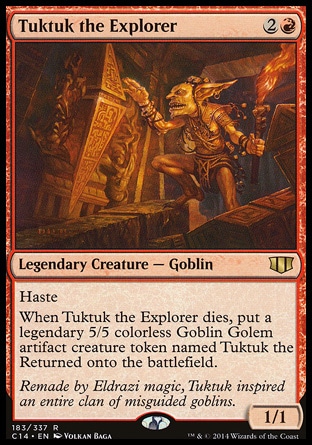 Tuktuk the Explorer 2
Legendary Creature — Goblin
Haste
When Tuktuk the Explorer dies, put a
legendary 5/5 colorless Goblin Golem
artifact creature token named Tuktuk the
Returned onto the battlefield.
Remade by Eldrazi magic, Tuktuk inspired
an entire clan of misguided goblins.
1/1
183/337 R
C14 • EN Volkan Baga
™ & © 2014 Wizards of the Coast